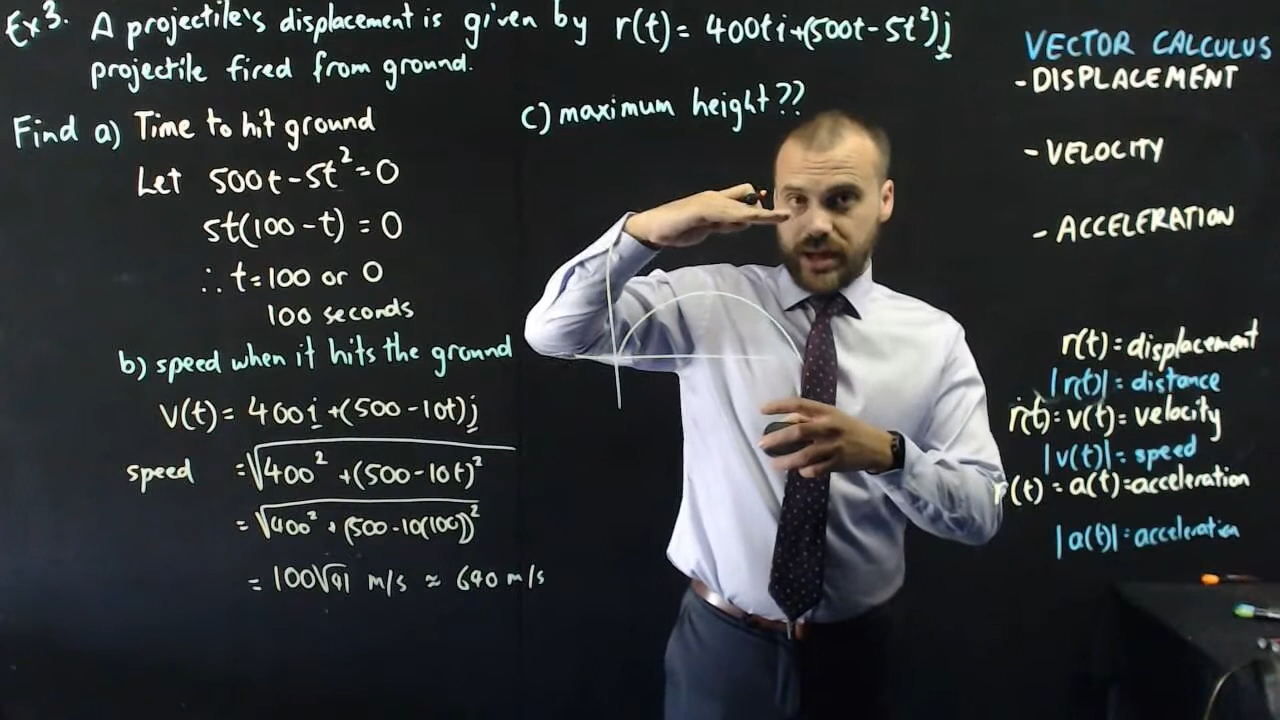 Ex 3. A projectile's displacement is given by r(t) = 400ti+(500t-5t²)j
projectile fired from ground.
Find a) Time to hit ground
Let 500t-5t²=0
5t(100-t) = 0
∴ t=100 or 0
100 seconds
b) speed when it hits the ground
V(t) = 400i+(500-10t)j
speed =√400²+(500-10t)²
= √400²+(500-10(100))²
= 100√41 m/s ≈ 640 m/s
c) maximum height??
VECTOR CALCULUS
-DISPLACEMENT
- VELOCITY
- ACCELERATION
r(t) = displacement
|r(t)| = distance
ṙ(t) = v(t) = velocity
|v(t)| = speed
(t) = a(t)=acceleration
|a(t)| = acceleration